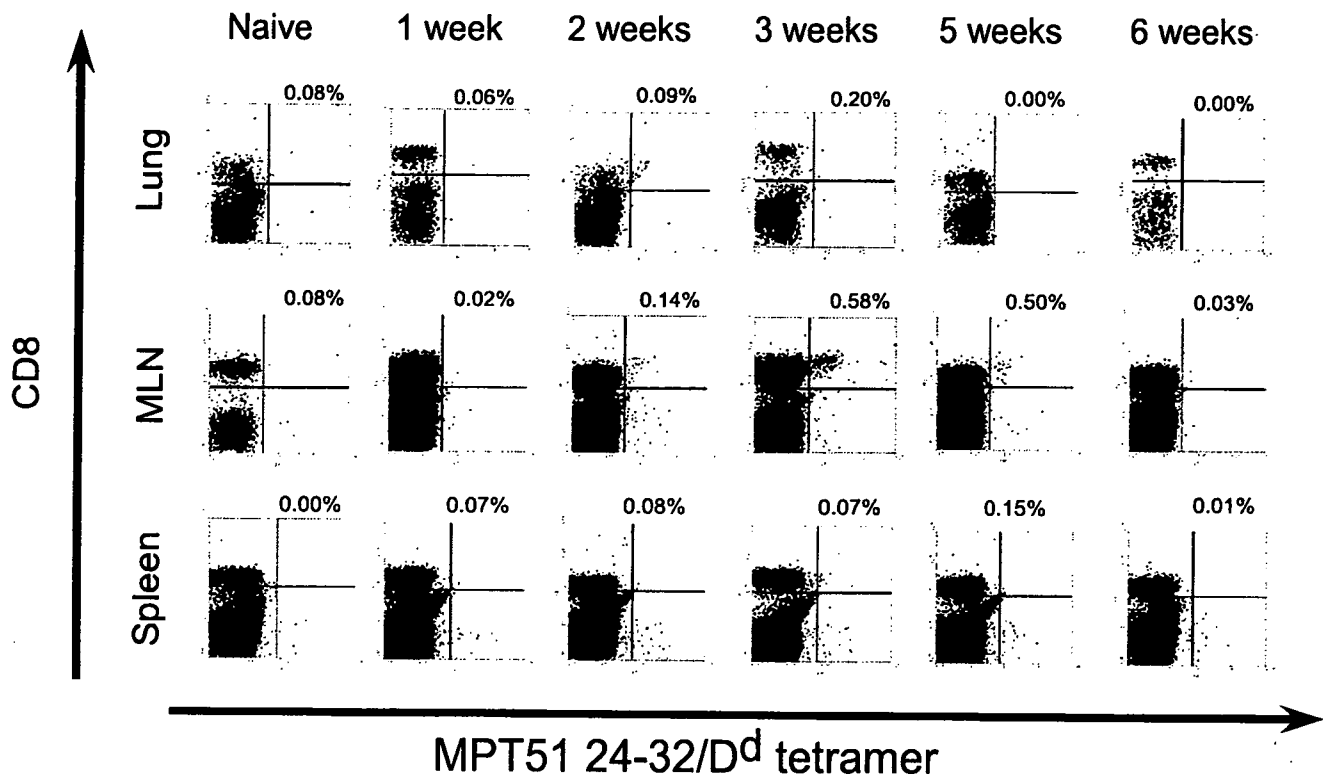 Naive 1 week 2 weeks 3 weeks 5 weeks 6 weeks
0.08% 0.06% 0.09% 0.20% 0.00% 0.00%
Lung
0.08% 0.02% 0.14% 0.58% 0.50% 0.03%
MLN
CD8
0.00% 0.07% 0.08% 0.07% 0.15% 0.01%
Spleen
MPT51 24-32/Dᵈ tetramer